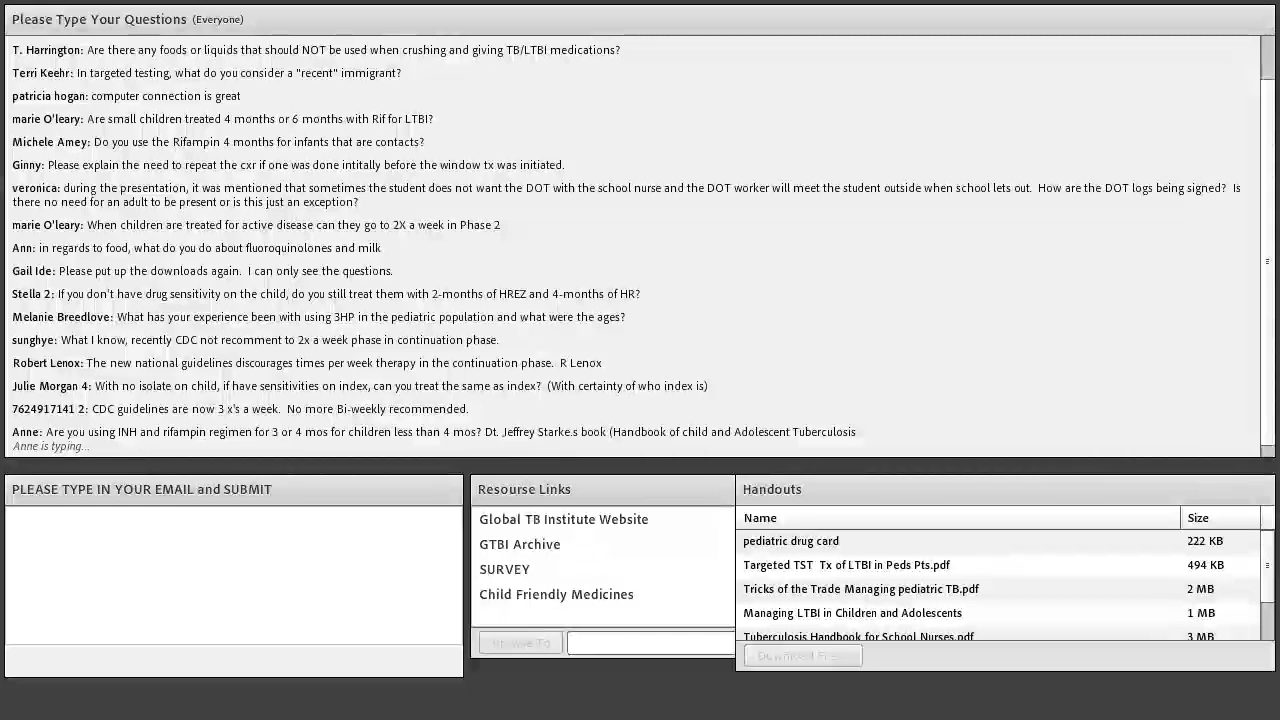 Please Type Your Questions (Everyone)
T. Harrington: Are there any foods or liquids that should NOT be used when crushing and giving TB/LTBI medications?
Terri Keehr: In targeted testing, what do you consider a "recent" immigrant?
patricia hogan: computer connection is great
marie O'leary: Are small children treated 4 months or 6 months with Rif for LTBI?
Michele Amey: Do you use the Rifampin 4 months for infants that are contacts?
Ginny: Please explain the need to repeat the cxr if one was done intitally before the window tx was initiated.
veronica: during the presentation, it was mentioned that sometimes the student does not want the DOT with the school nurse and the DOT worker will meet the student outside when school lets out. How are the DOT logs being signed? Is
there no need for an adult to be present or is this just an exception?
marie O'leary: When children are treated for active disease can they go to 2X a week in Phase 2
Ann: in regards to food, what do you do about fluoroquinolones and milk
Gail Ide: Please put up the downloads again. I can only see the questions.
Stella 2: If you don't have drug sensitivity on the child, do you still treat them with 2-months of HREZ and 4-months of HR?
Melanie Breedlove: What has your experience been with using 3HP in the pediatric population and what were the ages?
sunghye: What I know, recently CDC not recomment to 2x a week phase in continuation phase.
Robert Lenox: The new national guidelines discourages times per week therapy in the continuation phase. R Lenox
Julie Morgan 4: With no isolate on child, if have sensitivities on index, can you treat the same as index? (With certainty of who index is)
7624917141 2: CDC guidelines are now 3 x's a week. No more Bi-weekly recommended.
Anne: Are you using INH and rifampin regimen for 3 or 4 mos for children less than 4 mos? Dt. Jeffrey Starke.s book (Handbook of child and Adolescent Tuberculosis
Anne is typing...
PLEASE TYPE IN YOUR EMAIL and SUBMIT
Resourse Links
Global TB Institute Website
GTBI Archive
SURVEY
Child Friendly Medicines
Browse To
Handouts
Name Size
pediatric drug card 222 KB
Targeted TST Tx of LTBI in Peds Pts.pdf 494 KB
Tricks of the Trade Managing pediatric TB.pdf 2 MB
Managing LTBI in Children and Adolescents 1 MB
Tuberculosis Handbook for School Nurses.pdf 3 MB